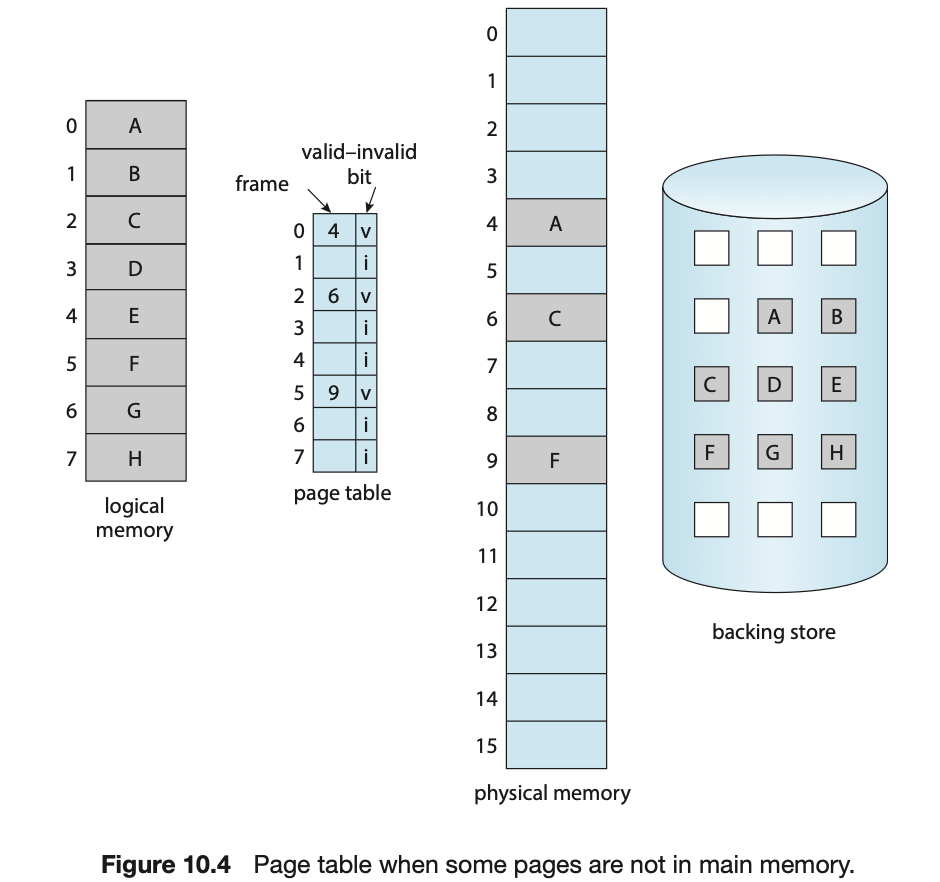 0 A
1 B
2 C
3 D
4 E
5 F
6 G
7 H
logical
memory
valid–invalid
bit
frame
0 4 v
1 i
2 6 v
3 i
4 i
5 9 v
6 i
7 i
page table
0
1
2
3
4 A
5
6 C
7
8
9 F
10
11
12
13
14
15
physical memory
A B
C D E
F G H
backing store
Figure 10.4 Page table when some pages are not in main memory.